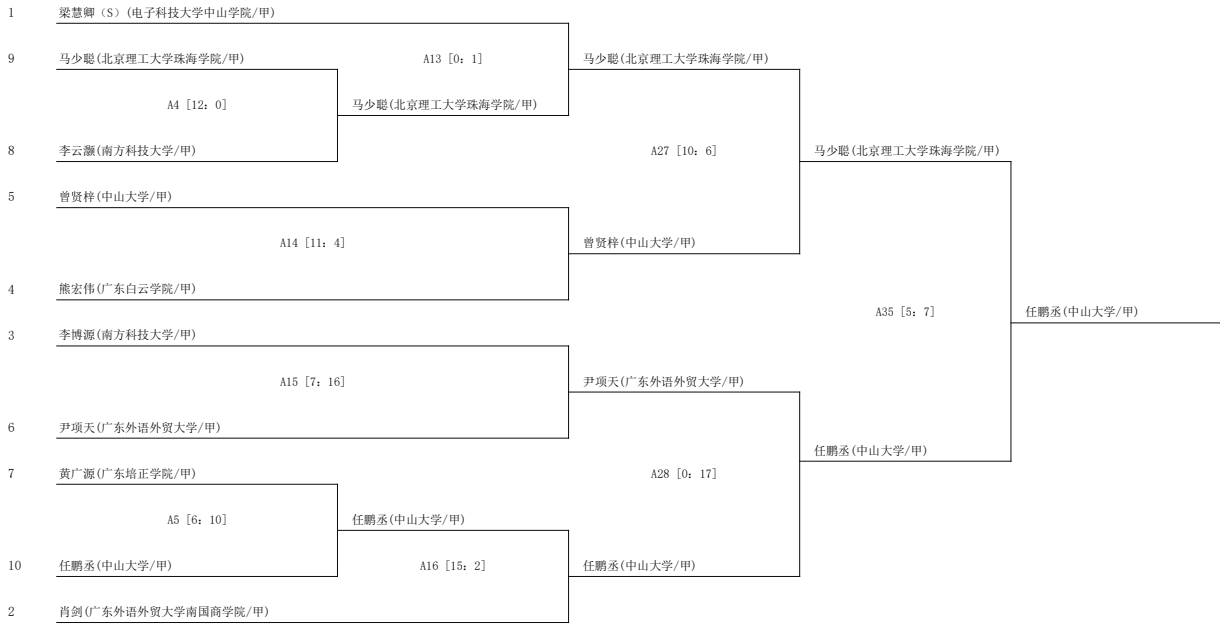 1 梁慧卿（S）(电子科技大学中山学院/甲)
9 马少聪(北京理工大学珠海学院/甲) A13 [0：1] 马少聪(北京理工大学珠海学院/甲)
A4 [12：0] 马少聪(北京理工大学珠海学院/甲)
8 李云灏(南方科技大学/甲) A27 [10：6] 马少聪(北京理工大学珠海学院/甲)
5 曾贤梓(中山大学/甲)
A14 [11：4] 曾贤梓(中山大学/甲)
4 熊宏伟(广东白云学院/甲)
A35 [5：7] 任鹏丞(中山大学/甲)
3 李博源(南方科技大学/甲)
A15 [7：16] 尹项天(广东外语外贸大学/甲)
6 尹项天(广东外语外贸大学/甲)
任鹏丞(中山大学/甲)
7 黄广源(广东培正学院/甲) A28 [0：17]
A5 [6：10] 任鹏丞(中山大学/甲)
10 任鹏丞(中山大学/甲) A16 [15：2] 任鹏丞(中山大学/甲)
2 肖剑(广东外语外贸大学南国商学院/甲)